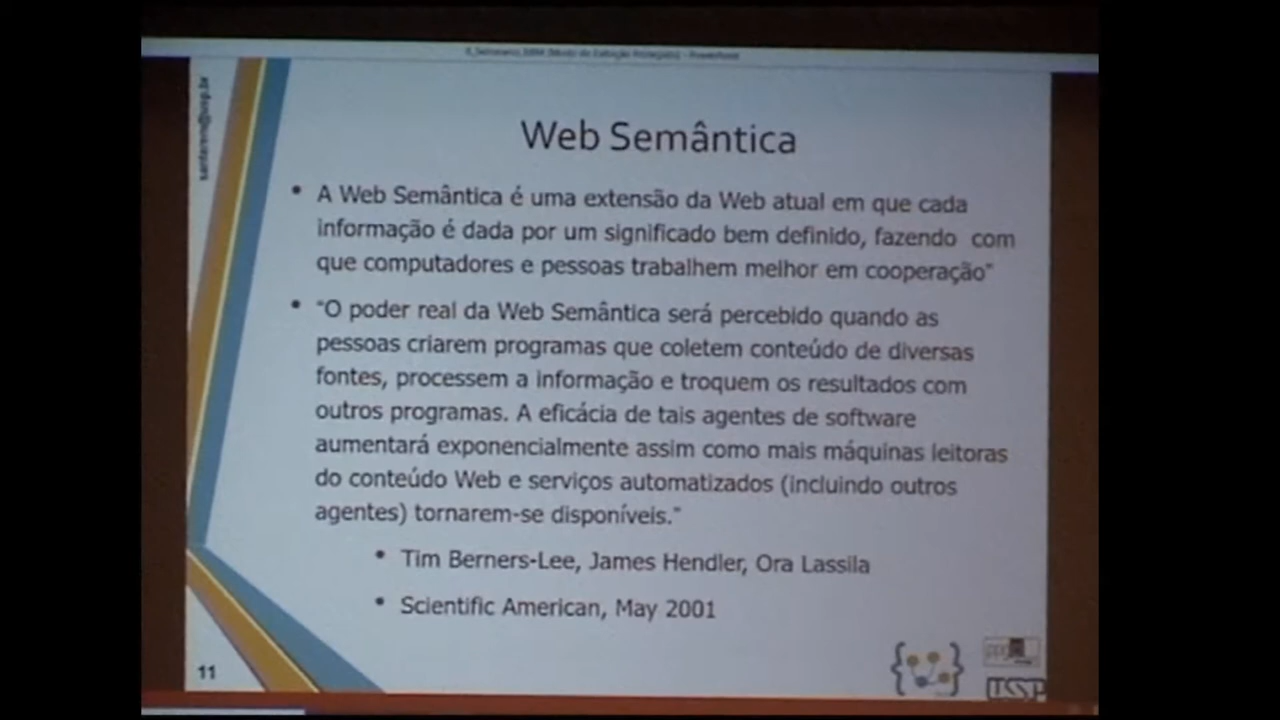 Web Semântica
• A Web Semântica é uma extensão da Web atual em que cada
informação é dada por um significado bem definido, fazendo com
que computadores e pessoas trabalhem melhor em cooperação"
• "O poder real da Web Semântica será percebido quando as
pessoas criarem programas que coletem conteúdo de diversas
fontes, processem a informação e troquem os resultados com
outros programas. A eficácia de tais agentes de software
aumentará exponencialmente assim como mais máquinas leitoras
do conteúdo Web e serviços automatizados (incluindo outros
agentes) tornarem-se disponíveis."
• Tim Berners-Lee, James Hendler, Ora Lassila
• Scientific American, May 2001
11